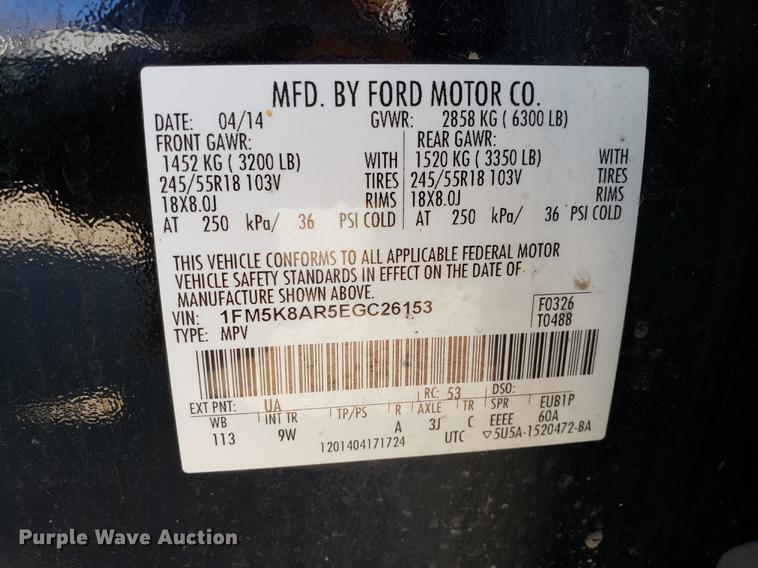 MFD. BY FORD MOTOR CO.
DATE: 04/14 GVWR: 2858 KG ( 6300 LB)
FRONT GAWR: REAR GAWR:
1452 KG ( 3200 LB) WITH 1520 KG ( 3350 LB) WITH
245/55R18 103V TIRES 245/55R18 103V TIRES
18X8.0J RIMS 18X8.0J RIMS
AT 250 kPa/ 36 PSI COLD AT 250 kPa/ 36 PSI COLD
THIS VEHICLE CONFORMS TO ALL APPLICABLE FEDERAL MOTOR
VEHICLE SAFETY STANDARDS IN EFFECT ON THE DATE OF
MANUFACTURE SHOWN ABOVE.
VIN: 1FM5K8AR5EGC26153 F0326
TYPE: MPV T0488
EXT PNT: UA RC: 53 DSO:
WB INT TR TP/PS R AXLE TR SPR EUB1P
113 9W A 3J C EEEE 60A
1201404171724 UTC ▽5U5A-1520472-BA
Purple Wave Auction